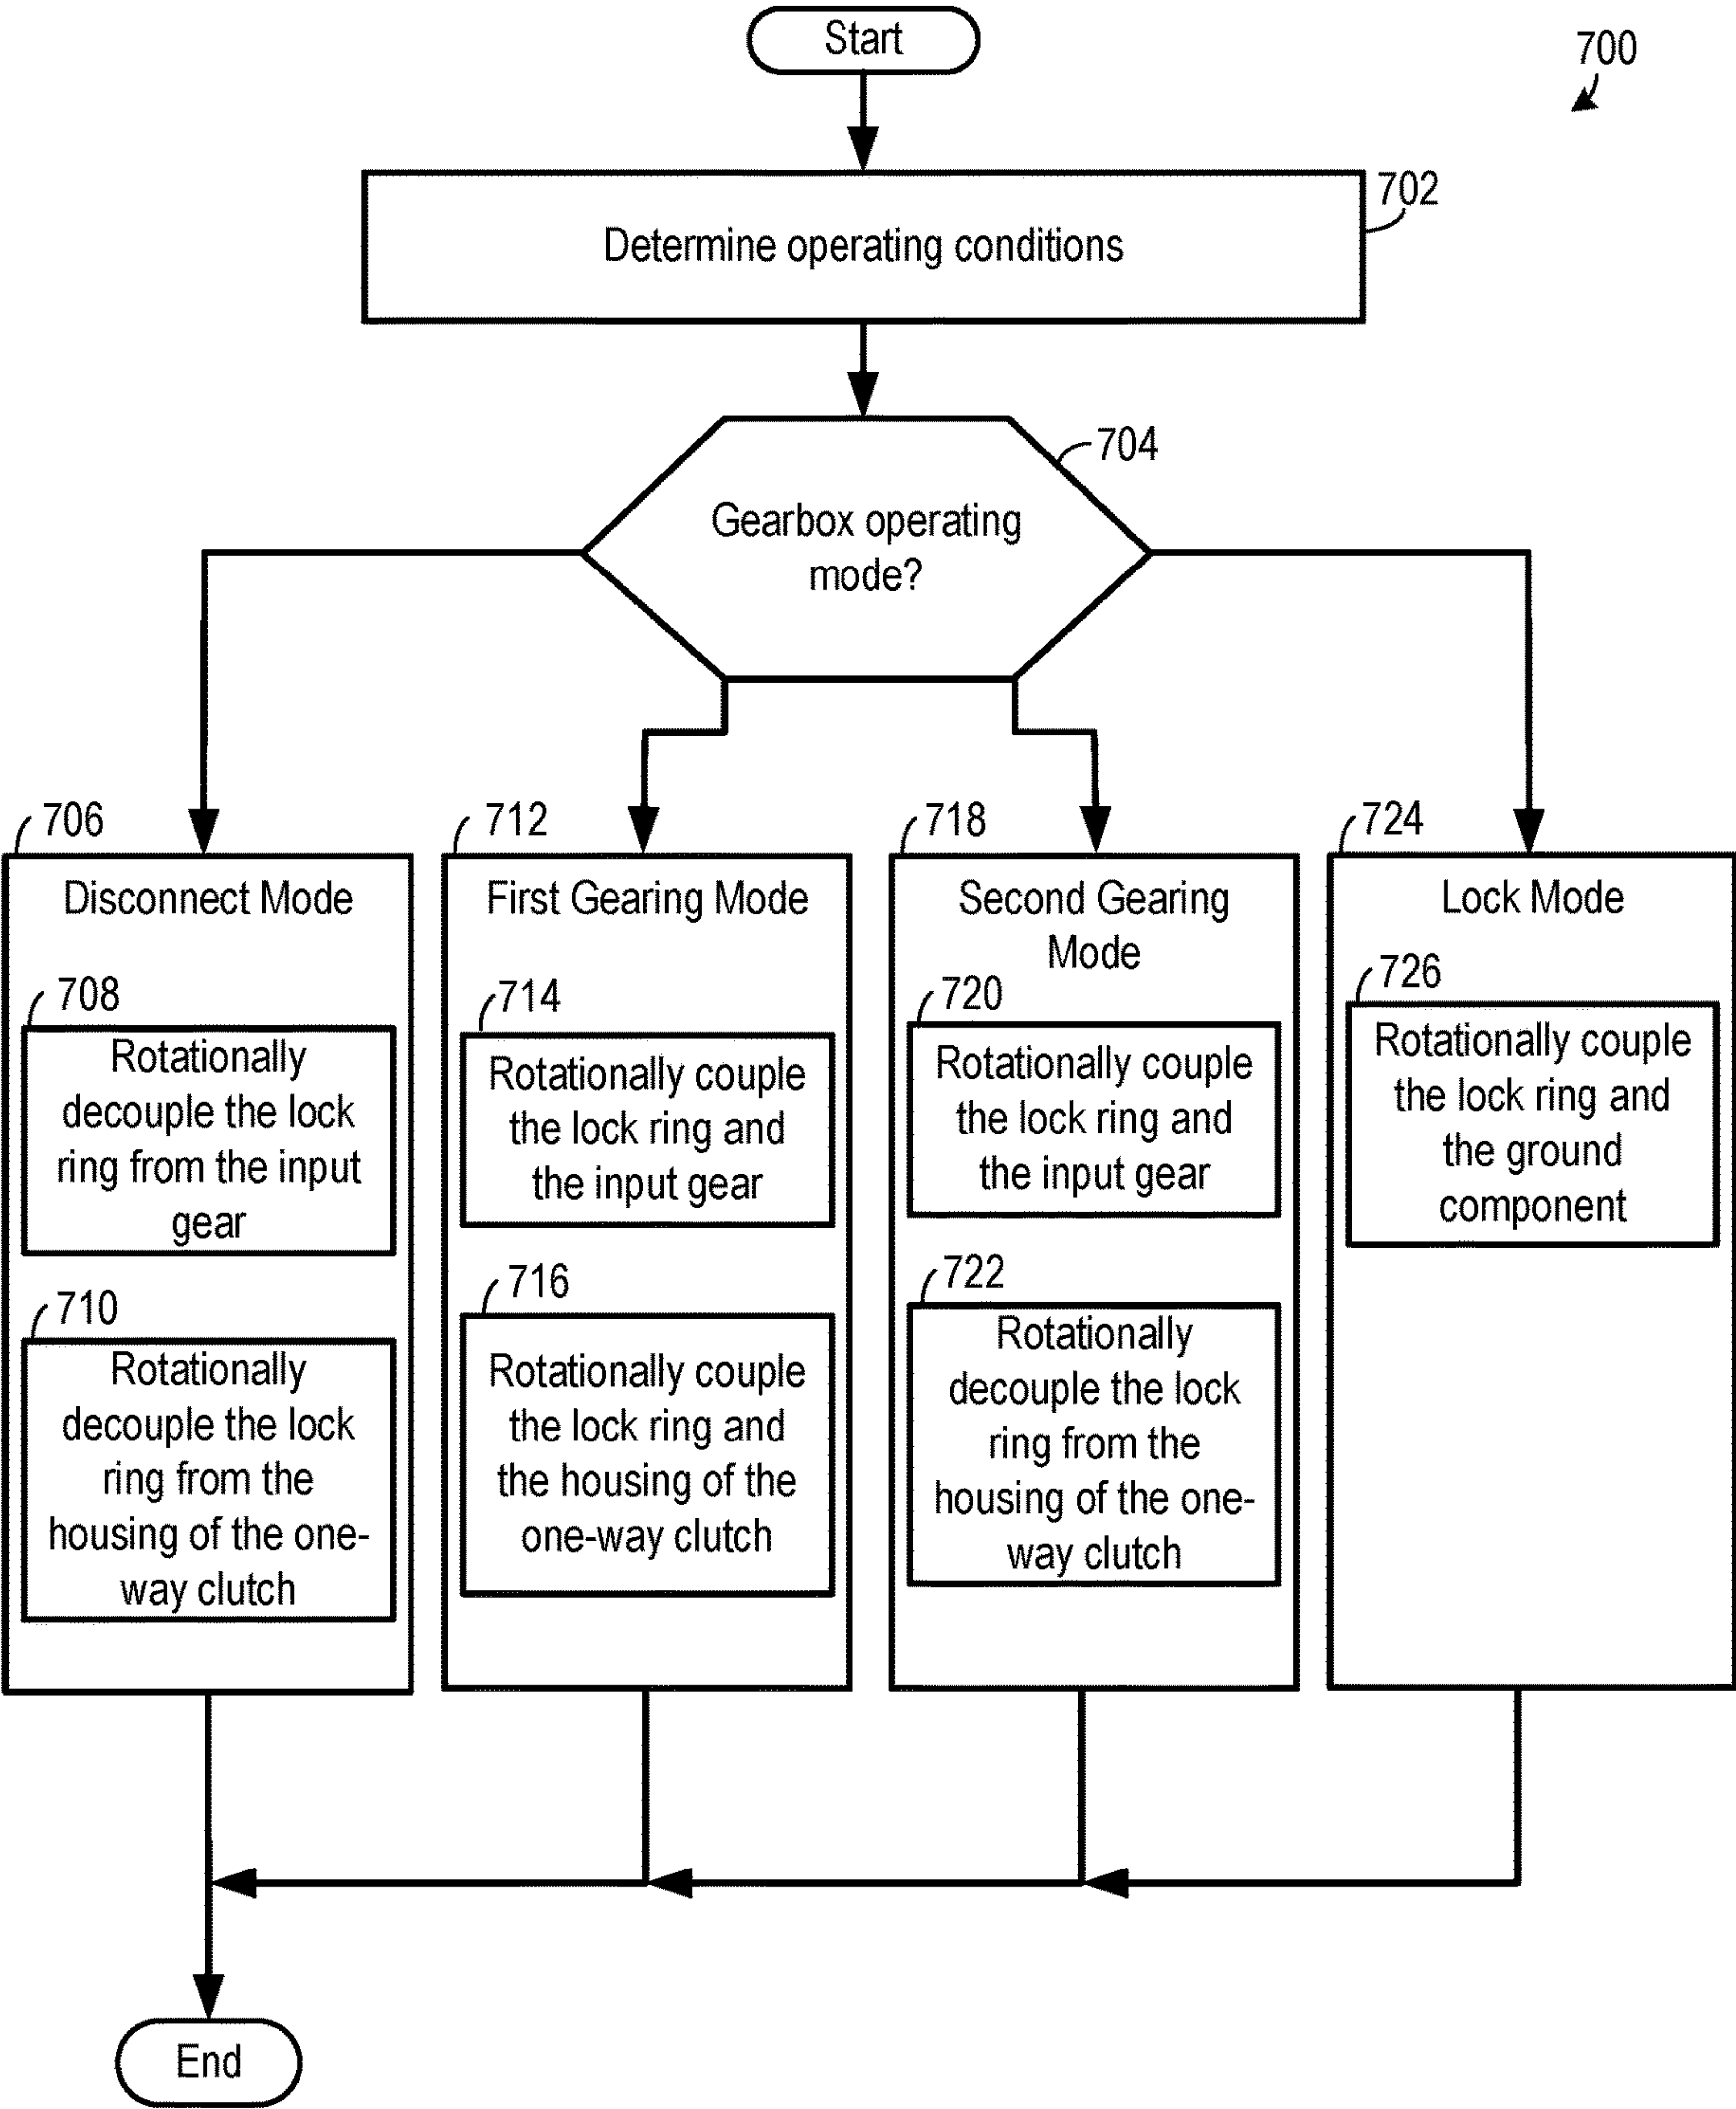 Start
700
702
Determine operating conditions
704
Gearbox operating
mode?
706
Disconnect Mode
708
Rotationally
decouple the lock
ring from the input
gear
710
Rotationally
decouple the lock
ring from the
housing of the one-
way clutch
712
First Gearing Mode
714
Rotationally couple
the lock ring and
the input gear
716
Rotationally couple
the lock ring and
the housing of the
one-way clutch
718
Second Gearing
Mode
720
Rotationally couple
the lock ring and
the input gear
722
Rotationally
decouple the lock
ring from the
housing of the one-
way clutch
724
Lock Mode
726
Rotationally couple
the lock ring and
the ground
component
End